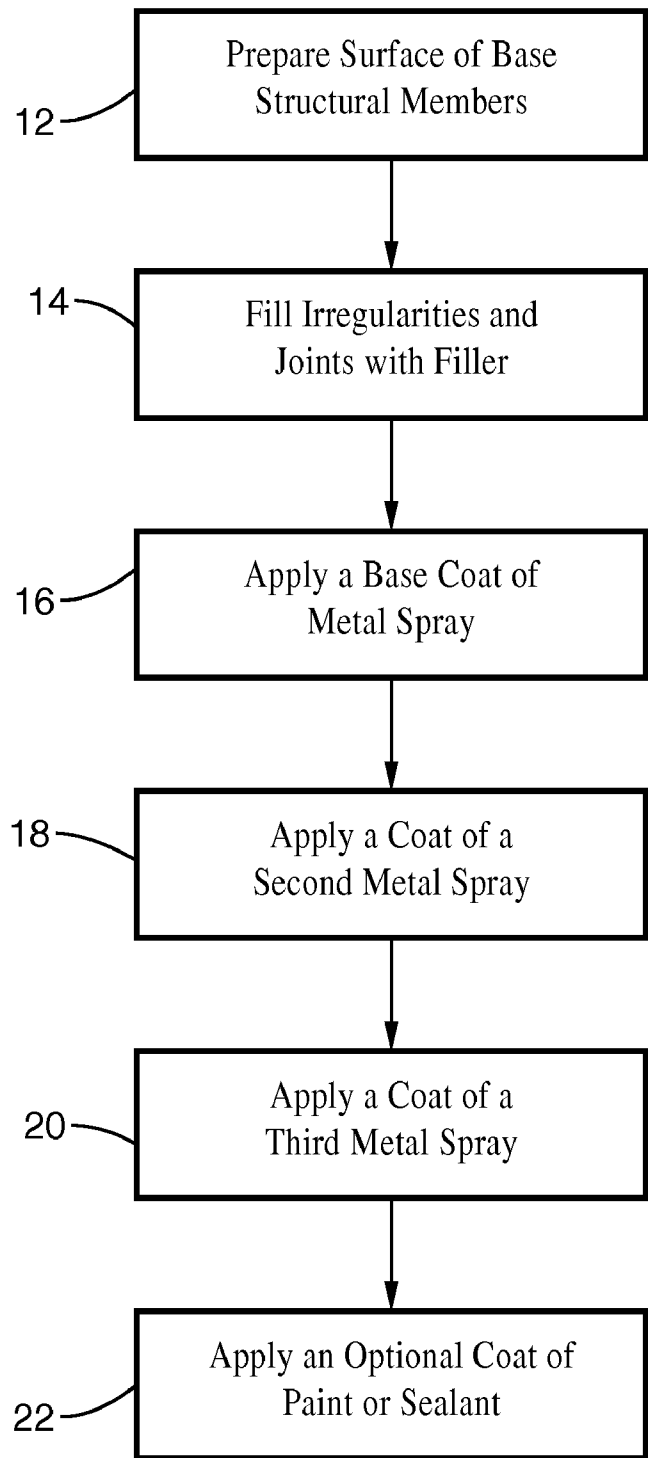 12
Prepare Surface of Base
Structural Members
14
Fill Irregularities and
Joints with Filler
16
Apply a Base Coat of
Metal Spray
18
Apply a Coat of a
Second Metal Spray
20
Apply a Coat of a
Third Metal Spray
22
Apply an Optional Coat of
Paint or Sealant